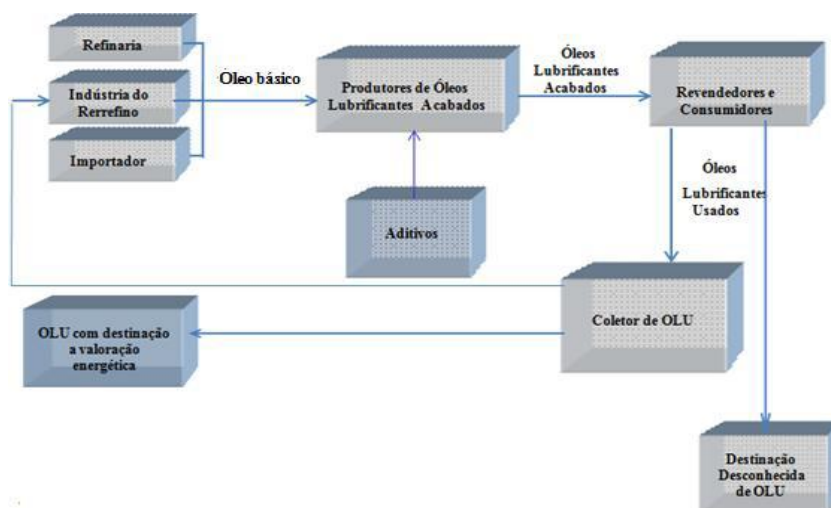 Refinaria
Indústria do
Rerrefino
Importador
Óleo básico
Produtores de Óleos
Lubrificantes Acabados
Aditivos
Óleos
Lubrificantes
Acabados
Revendedores e
Consumidores
Óleos
Lubrificantes
Usados
Coletor de OLU
OLU com destinação
a valoração
energética
Destinação
Desconhecida
de OLU